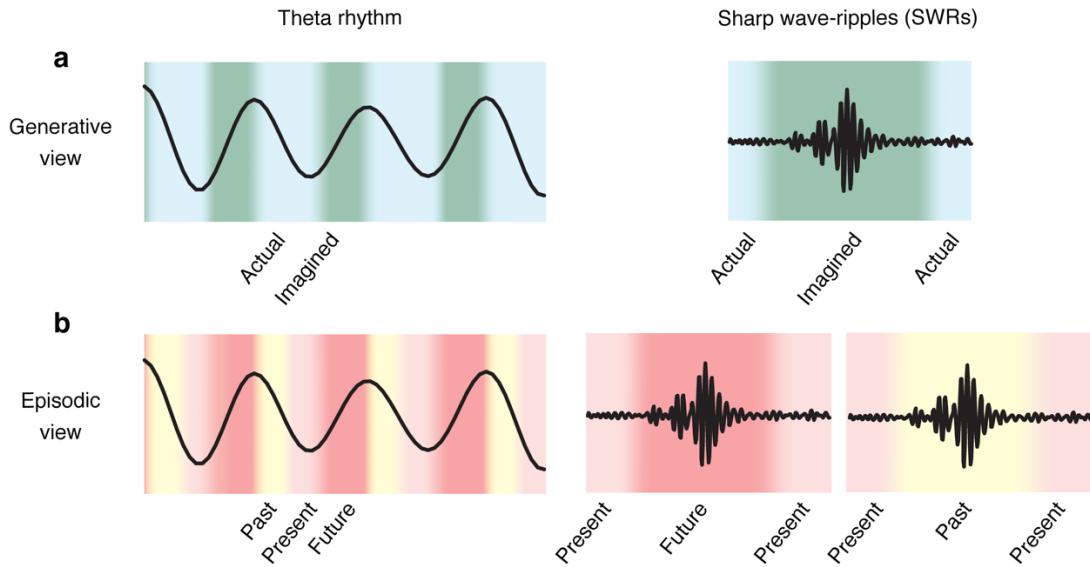 Theta rhythm
Sharp wave-ripples (SWRs)
a
Generative
view
Actual
Imagined
Actual
Imagined
Actual
b
Episodic
view
Past
Present
Future
Present
Future
Present
Present
Past
Present